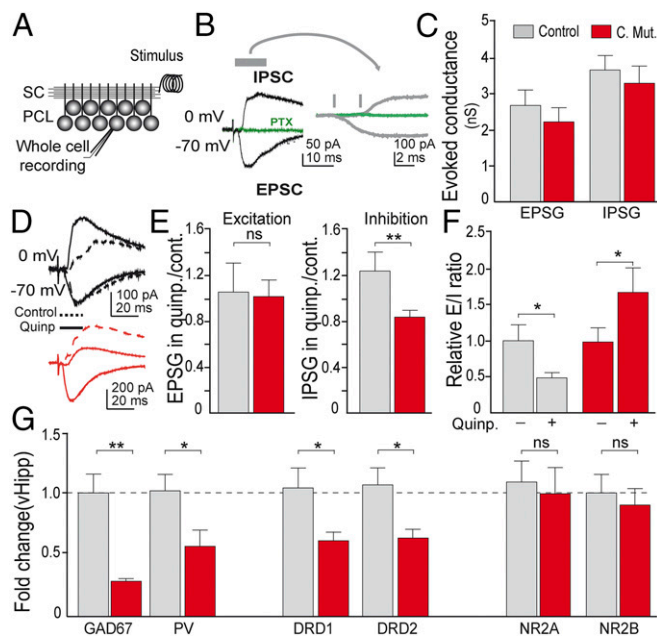 A
Stimulus
SC
PCL
Whole cell
recording
B
IPSC
0 mV
PTX
-70 mV
50 pA
10 ms
100 pA
2 ms
EPSC
C
Control
C. Mut.
Evoked conductance
(nS)
5
4
3
2
1
0
EPSG
IPSG
D
0 mV
-70 mV
100 pA
20 ms
Control
Quinp
200 pA
20 ms
E
Excitation
ns
EPSG in quinp./cont.
1.6
1.2
0.8
0.4
0
Inhibition
**
IPSG in quinp./cont.
1.6
1.2
0.8
0.4
0
F
Relative E/I ratio
2.0
1.5
1.0
0.5
0
*
*
Quinp.
–
+
–
+
G
Fold change(vHipp)
1.5
1.0
0.5
0
**
*
*
*
ns
ns
GAD67
PV
DRD1
DRD2
NR2A
NR2B